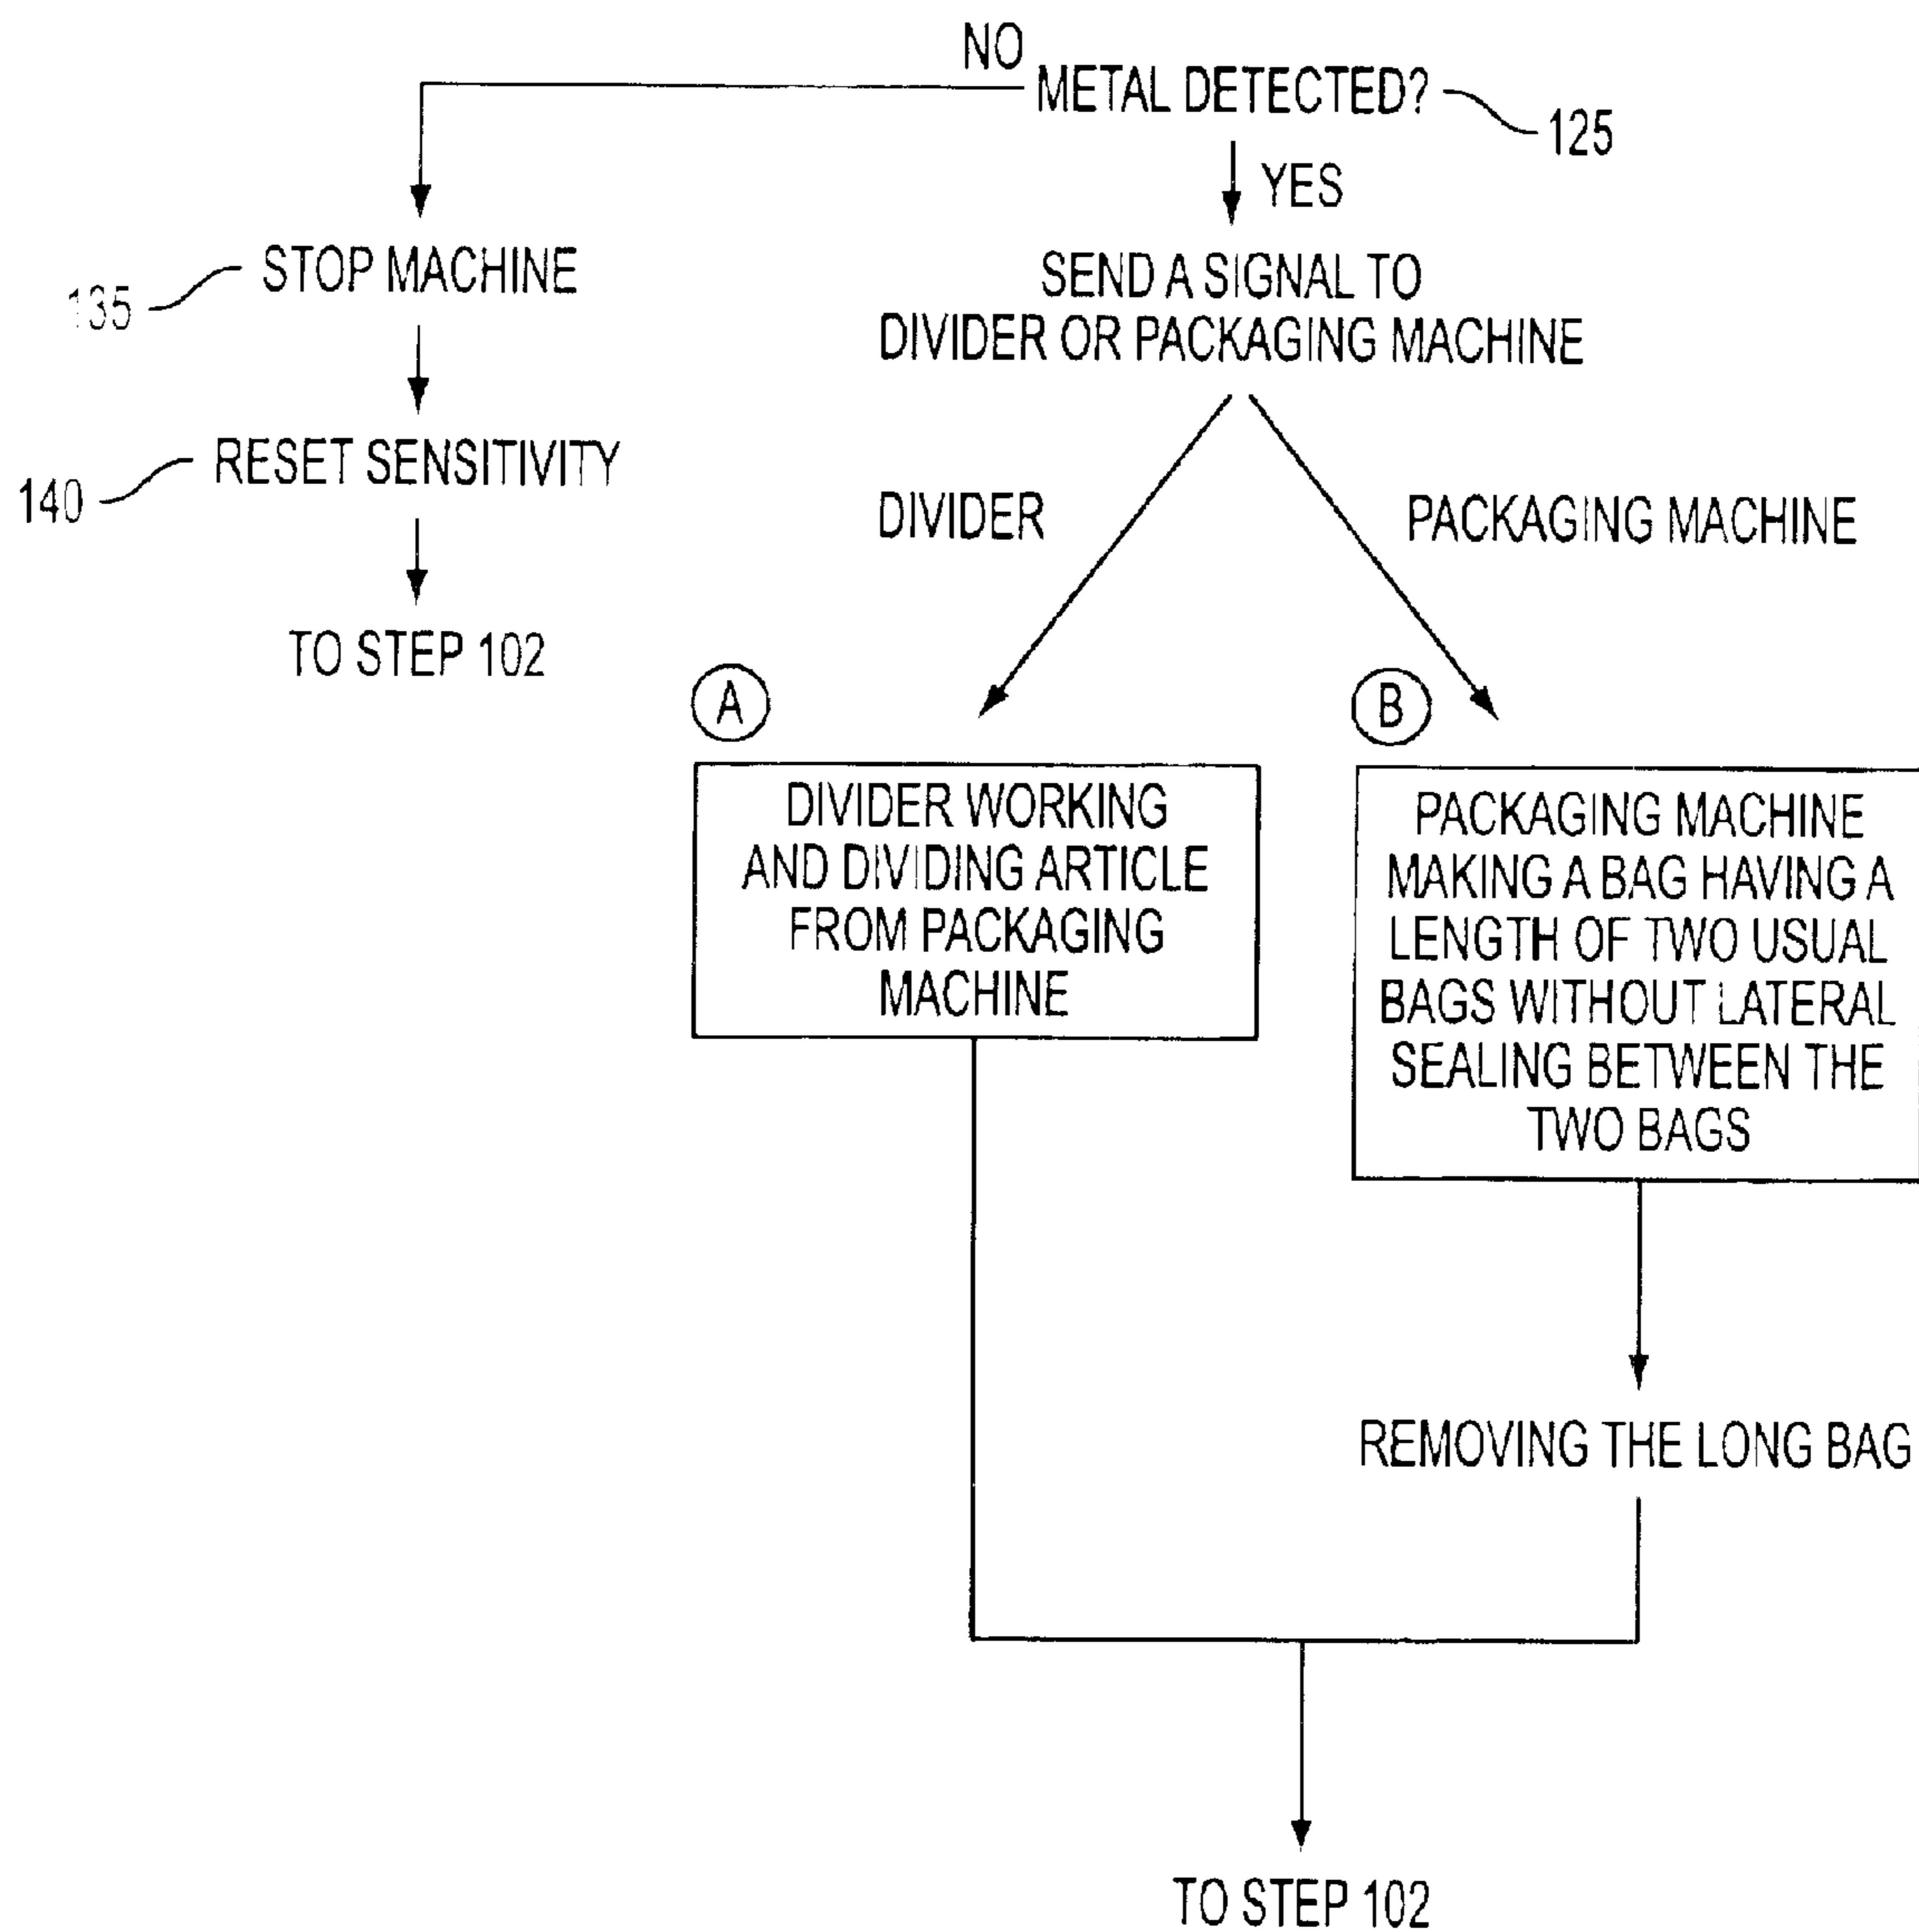 NO
METAL DETECTED?
125
YES
STOP MACHINE
135
SEND A SIGNAL TO
DIVIDER OR PACKAGING MACHINE
RESET SENSITIVITY
140
DIVIDER
PACKAGING MACHINE
TO STEP 102
A
B
DIVIDER WORKING
AND DIVIDING ARTICLE
FROM PACKAGING
MACHINE
PACKAGING MACHINE
MAKING A BAG HAVING A
LENGTH OF TWO USUAL
BAGS WITHOUT LATERAL
SEALING BETWEEN THE
TWO BAGS
REMOVING THE LONG BAG
TO STEP 102